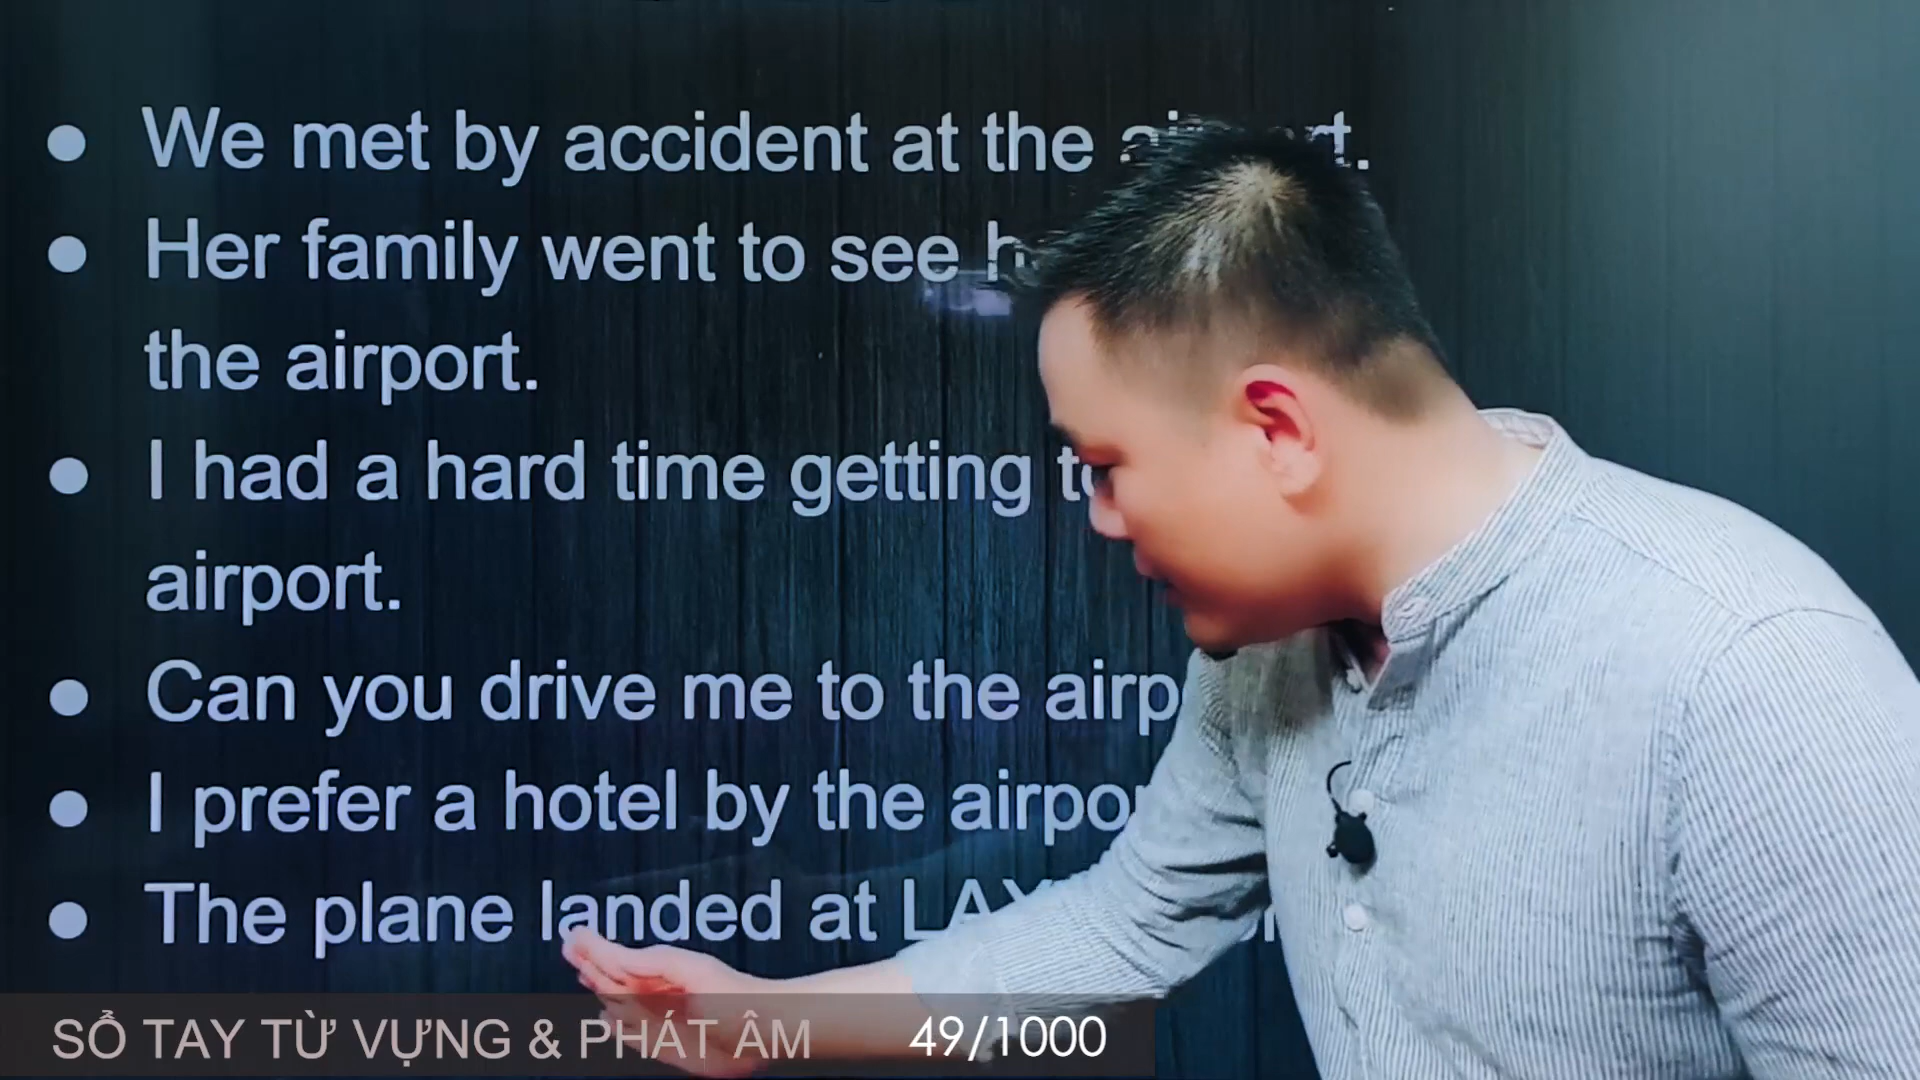 We met by accident at the
Her family went to see
the airport.
I had a hard time getting
airport.
Can you drive me to the
I prefer a hotel by the
The plane landed at
SỔ TAY TỪ VỰNG & PHÁT ÂM 49/1000